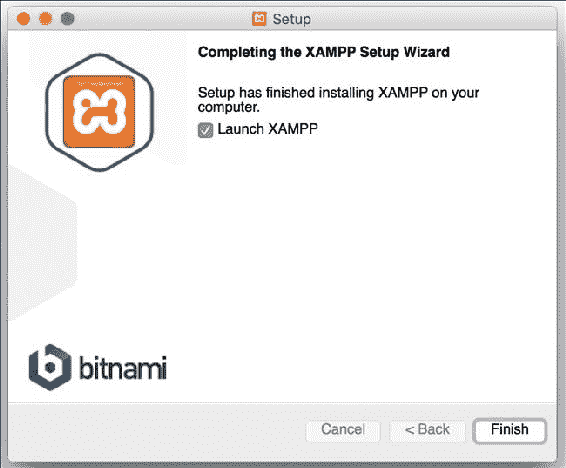 Setup
Completing the XAMPP Setup Wizard
Setup has finished installing XAMPP on your
computer.
Launch XAMPP
bitnami
Cancel
< Back
Finish